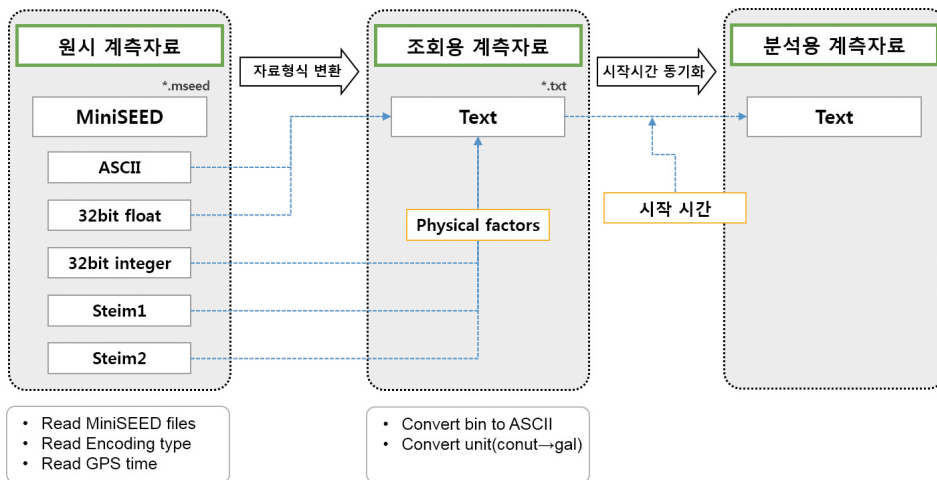 원시 계측자료
*.mseed
MiniSEED
ASCII
32bit float
32bit integer
Steim1
Steim2
• Read MiniSEED files
• Read Encoding type
• Read GPS time
자료형식 변환
조회용 계측자료
*.txt
Text
Physical factors
• Convert bin to ASCII
• Convert unit(conut→gal)
시작시간 동기화
시작 시간
분석용 계측자료
Text